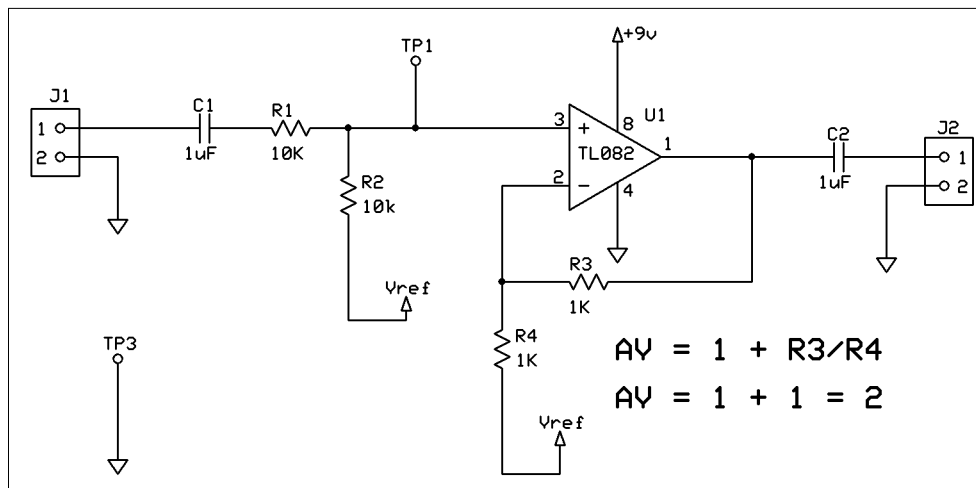 +9v
TP1
J1
C1
R1
1
2
1uF
10K
3
+
8
U1
TL082
1
2
−
4
C2
1uF
J2
1
2
R2
10k
Vref
R3
1K
R4
1K
Vref
TP3
AV = 1 + R3/R4
AV = 1 + 1 = 2